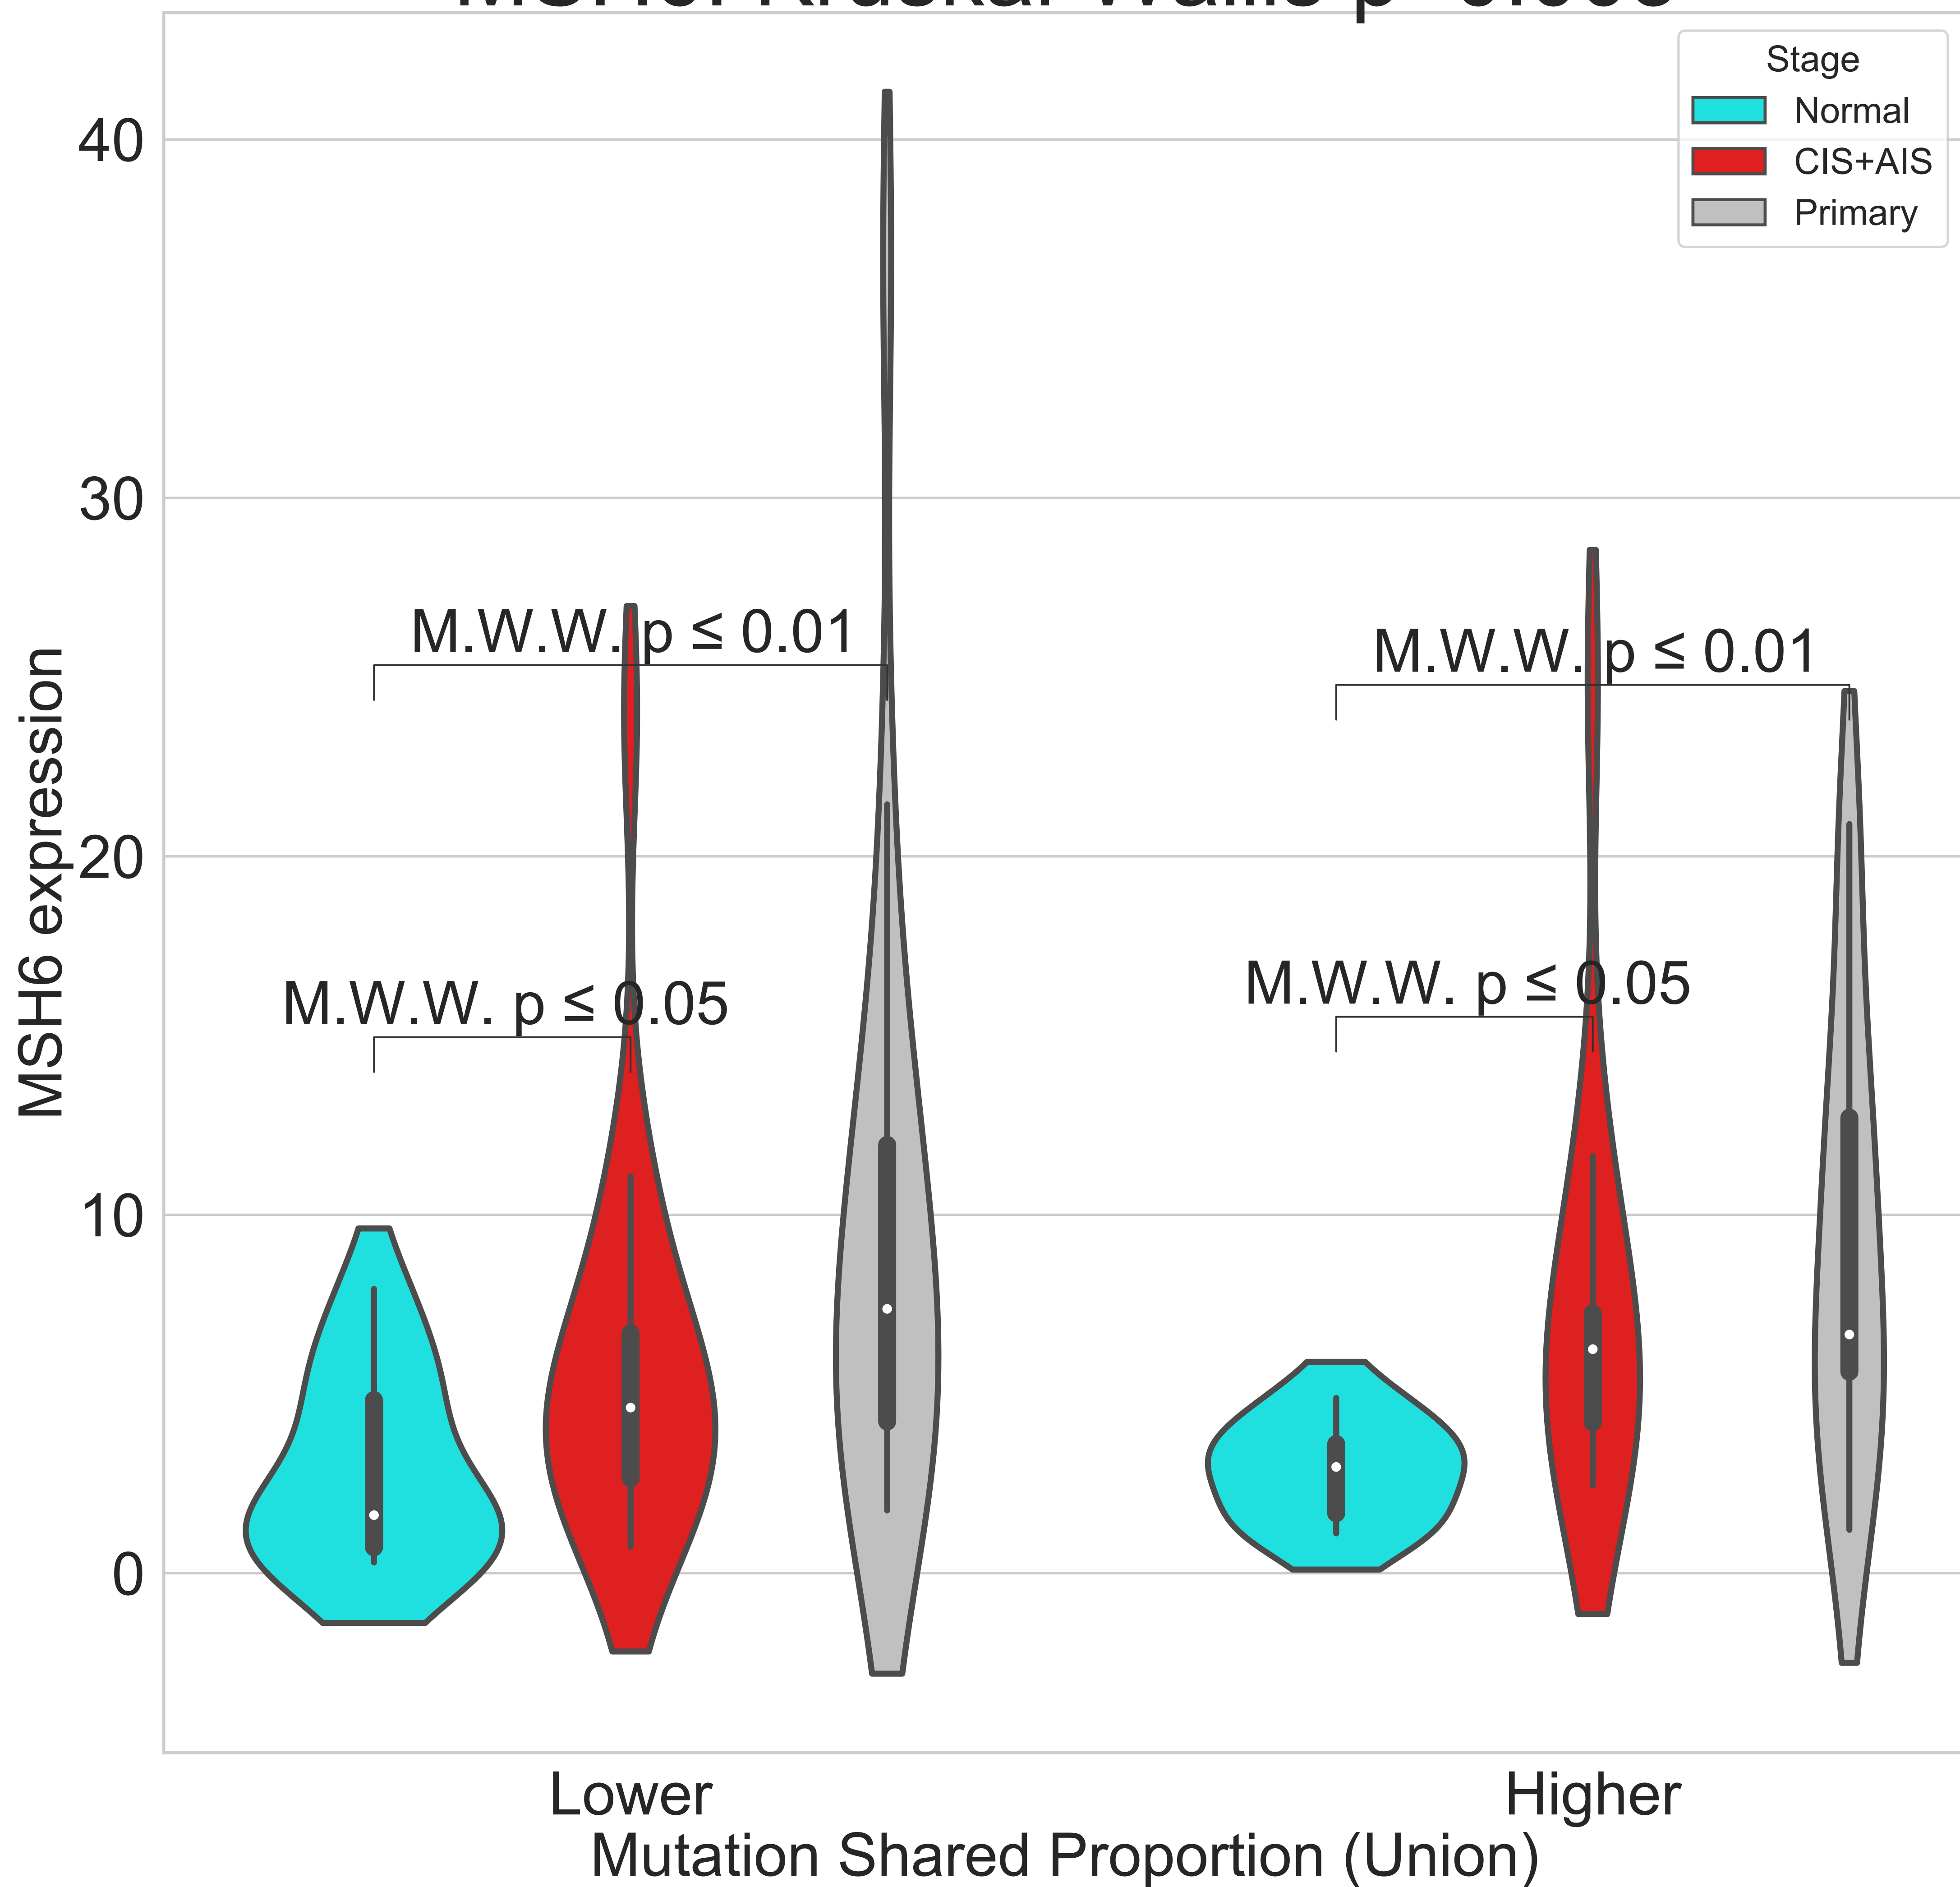 Stage
Normal
CIS+AIS
Primary
40
30
20
10
0
MSH6 expression
M.W.W. p ≤ 0.01
M.W.W. p ≤ 0.05
M.W.W. p ≤ 0.01
M.W.W. p ≤ 0.05
Lower
Higher
Mutation Shared Proportion (Union)